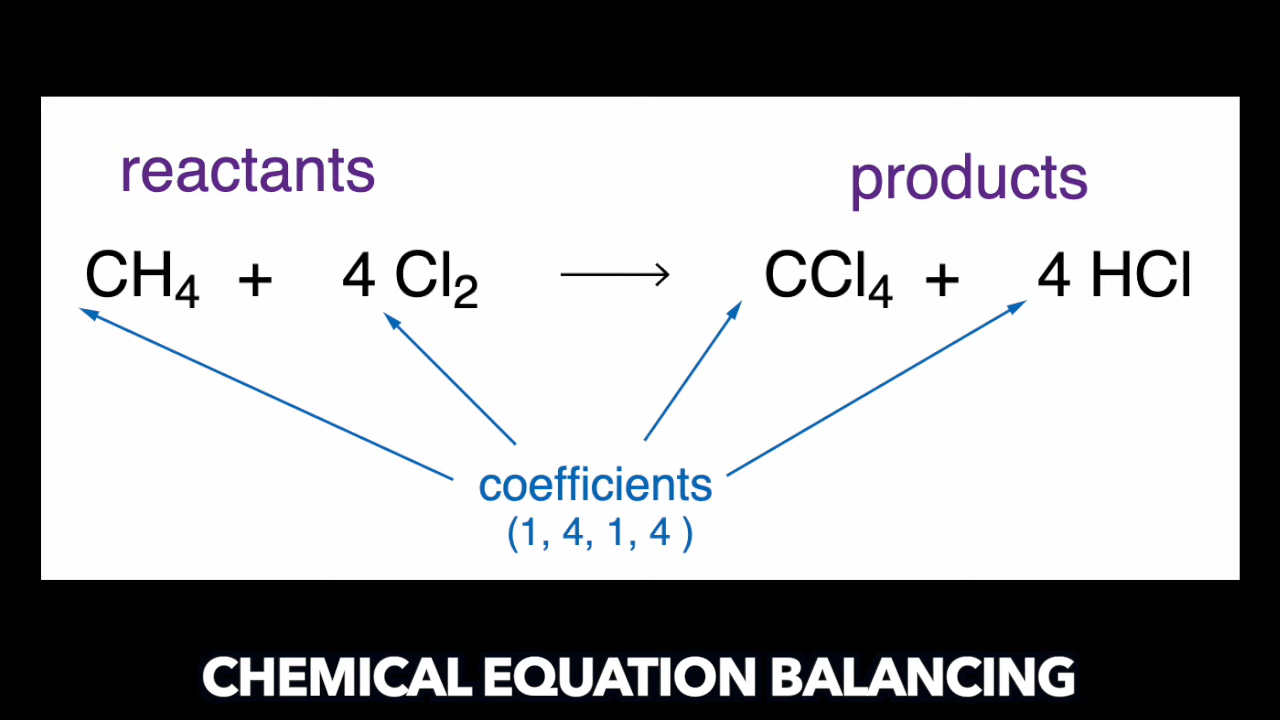 reactants
products
CH₄ + 4 Cl₂ ⟶ CCl₄ + 4 HCl
coefficients
(1, 4, 1, 4 )
CHEMICAL EQUATION BALANCING